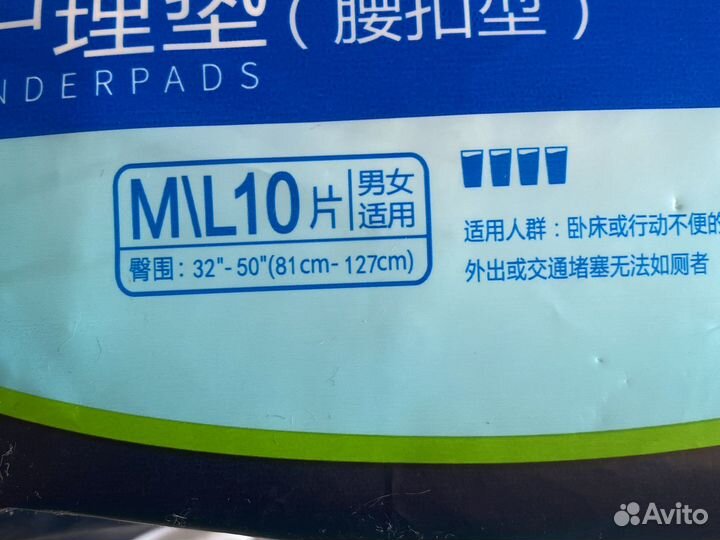 护理垫(腰扣型)
NDERPADS
M\L10片
男女
适用
臀围: 32"-50"(81cm-127cm)
适用人群: 卧床或行动不便的
外出或交通堵塞无法如厕者
Avito